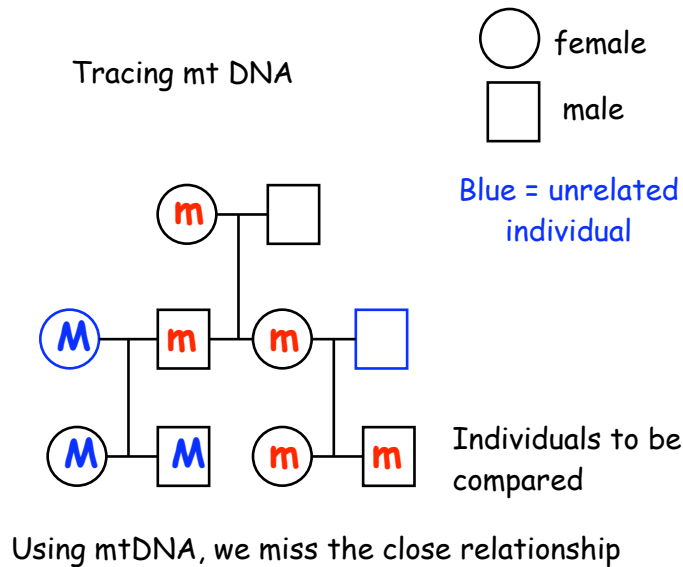 Tracing mt DNA
female
male
Blue = unrelated
individual
m
M
m
m
M
M
m
m
Individuals to be
compared
Using mtDNA, we miss the close relationship